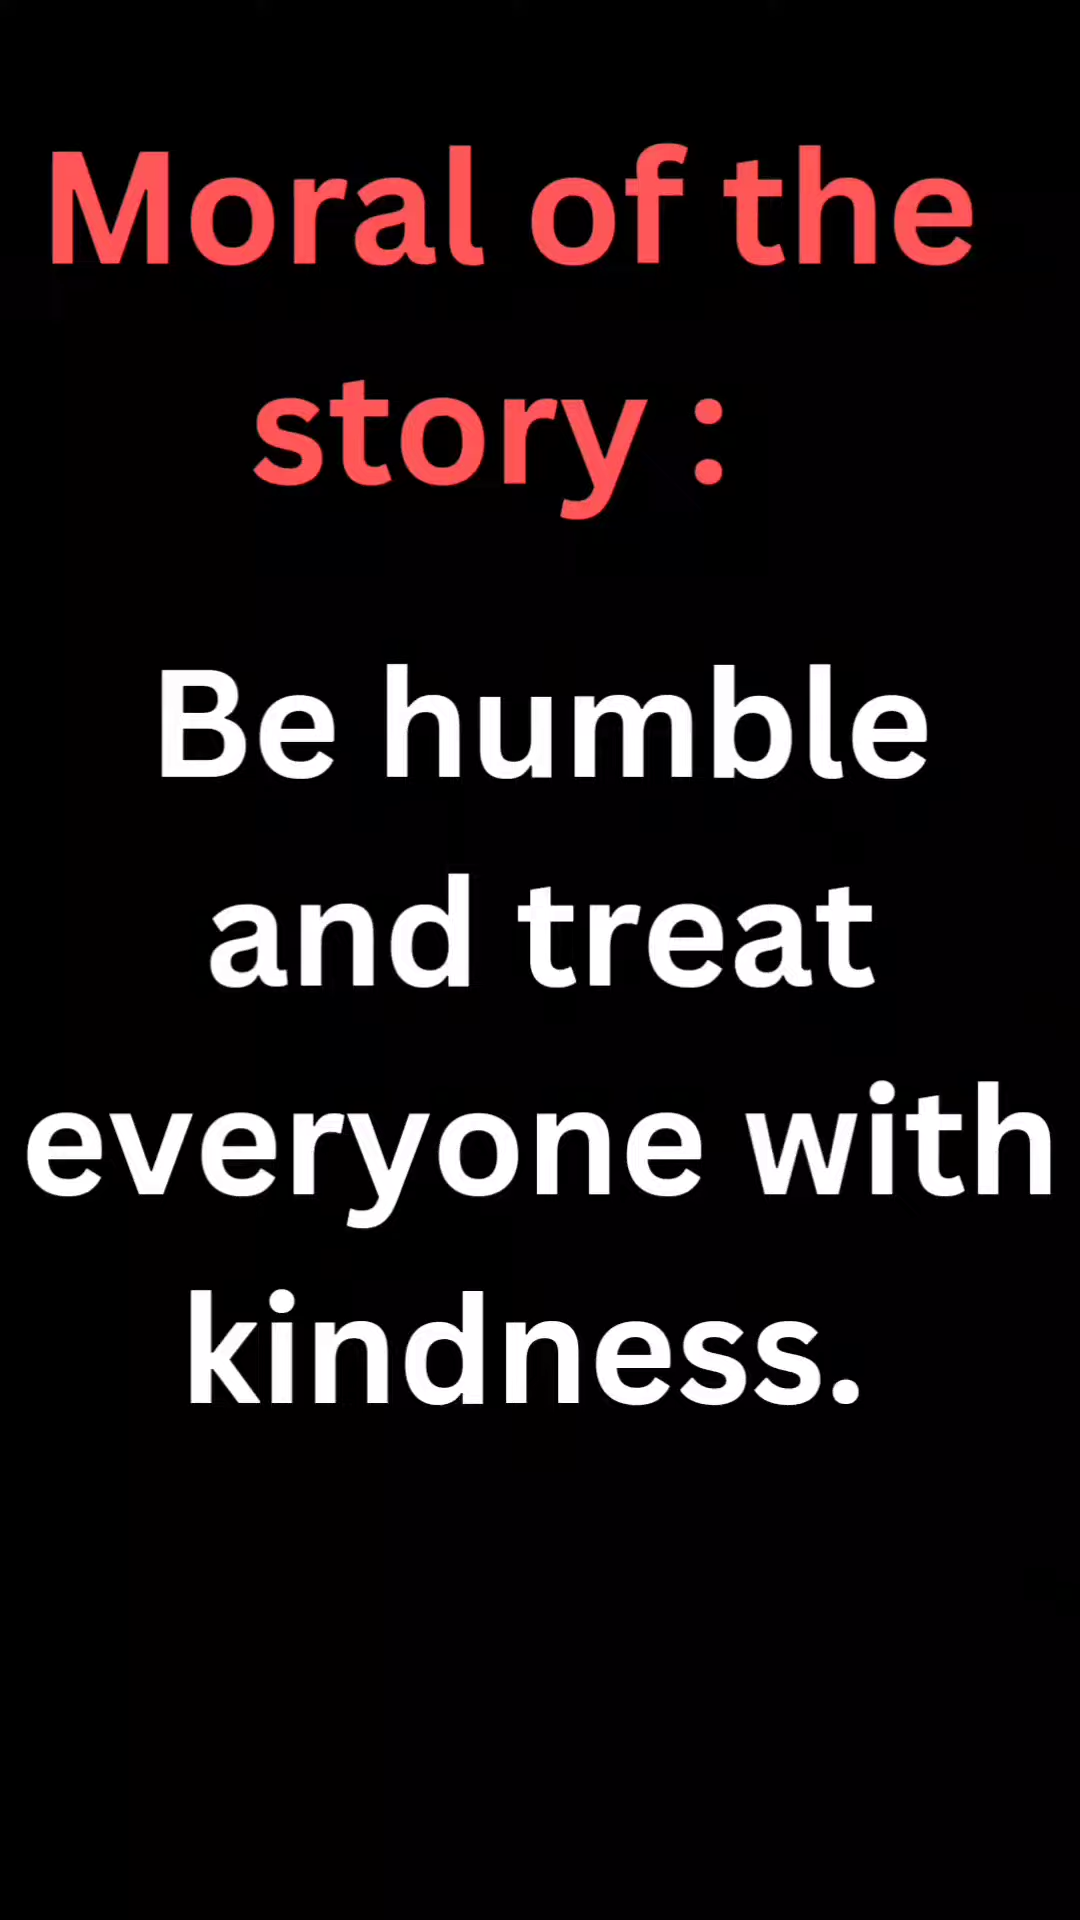 Moral of the
story :
Be humble
and treat
everyone with
kindness.